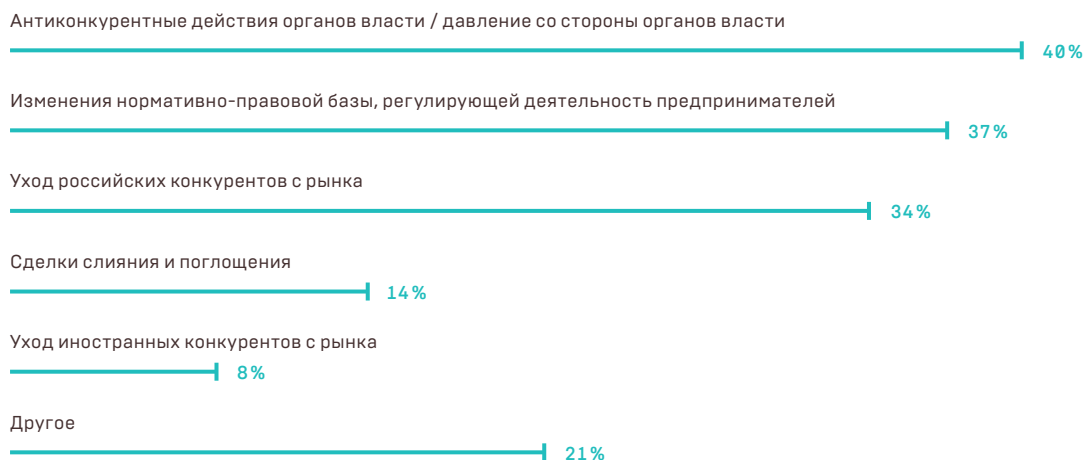 Антиконкурентные действия органов власти / давление со стороны органов власти
40%
Изменения нормативно-правовой базы, регулирующей деятельность предпринимателей
37%
Уход российских конкурентов с рынка
34%
Сделки слияния и поглощения
14%
Уход иностранных конкурентов с рынка
8%
Другое
21%